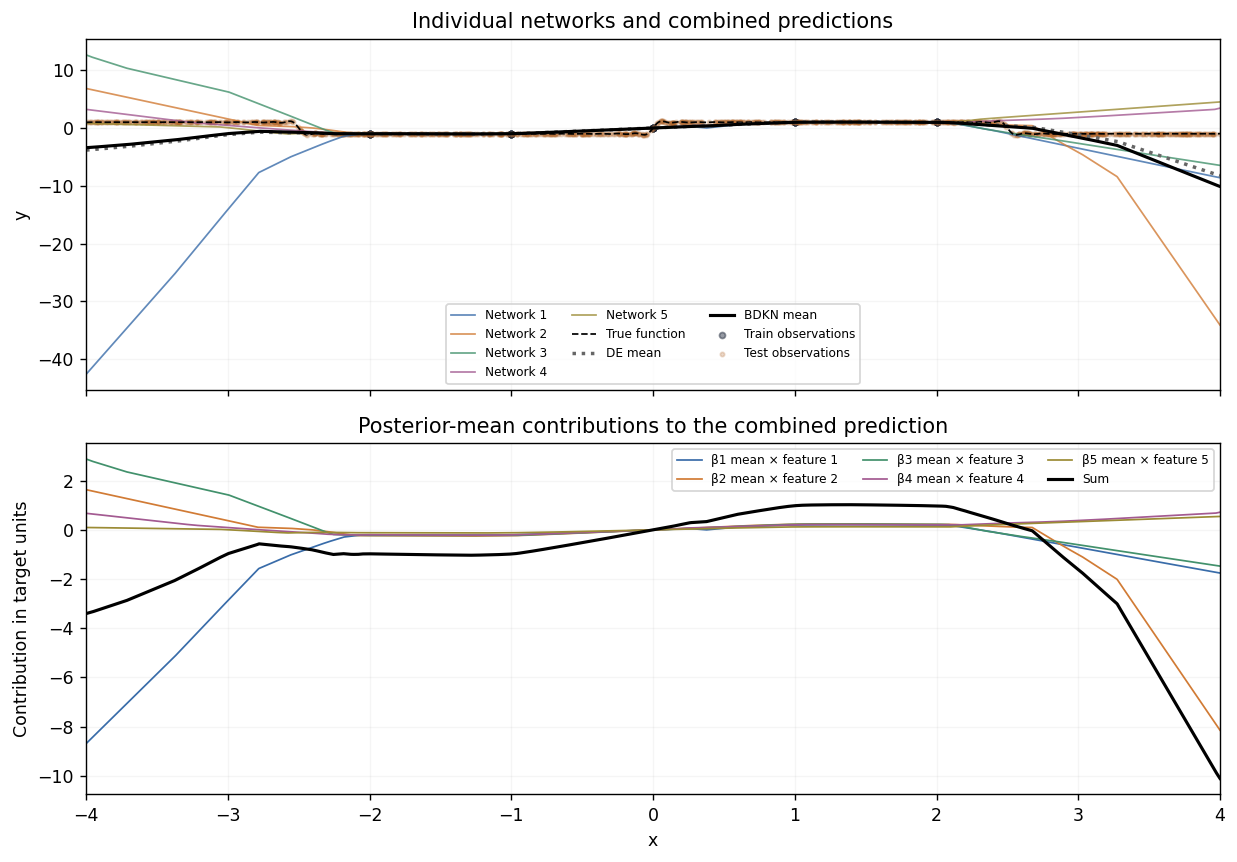 Individual networks and combined predictions
10
0
−10
−20
−30
−40
y
Network 1
Network 2
Network 3
Network 4
Network 5
True function
DE mean
BDKN mean
Train observations
Test observations
Posterior-mean contributions to the combined prediction
2
0
−2
−4
−6
−8
−10
Contribution in target units
β1 mean × feature 1
β2 mean × feature 2
β3 mean × feature 3
β4 mean × feature 4
β5 mean × feature 5
Sum
−4
−3
−2
−1
0
1
2
3
4
x